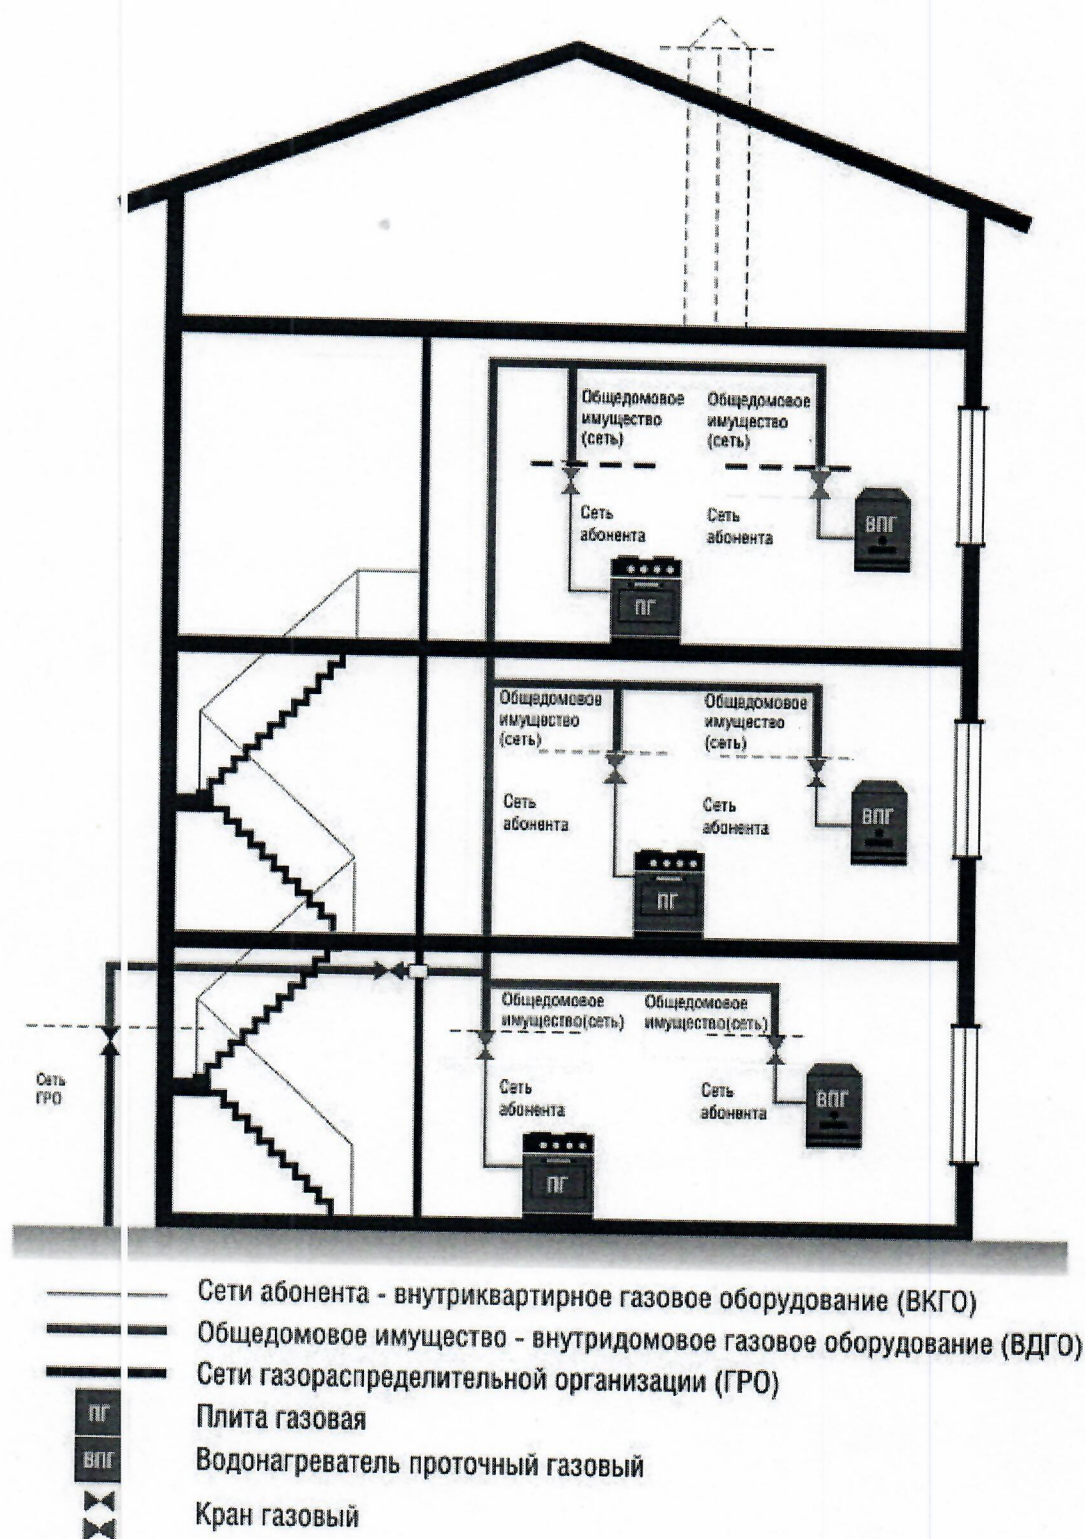 Общедомовое
имущество
(сеть)
Общедомовое
имущество
(сеть)
Сеть
абонента
Сеть
абонента
ВПГ
ПГ
Общедомовое
имущество
(сеть)
Общедомовое
имущество
(сеть)
Сеть
абонента
Сеть
абонента
ВПГ
ПГ
Общедомовое
имущество(сеть)
Общедомовое
имущество(сеть)
Сеть
ГРО
Сеть
абонента
Сеть
абонента
ВПГ
ПГ
Сети абонента - внутриквартирное газовое оборудование (ВКГО)
Общедомовое имущество - внутридомовое газовое оборудование (ВДГО)
Сети газораспределительной организации (ГРО)
ПГ
Плита газовая
ВПГ
Водонагреватель проточный газовый
Кран газовый